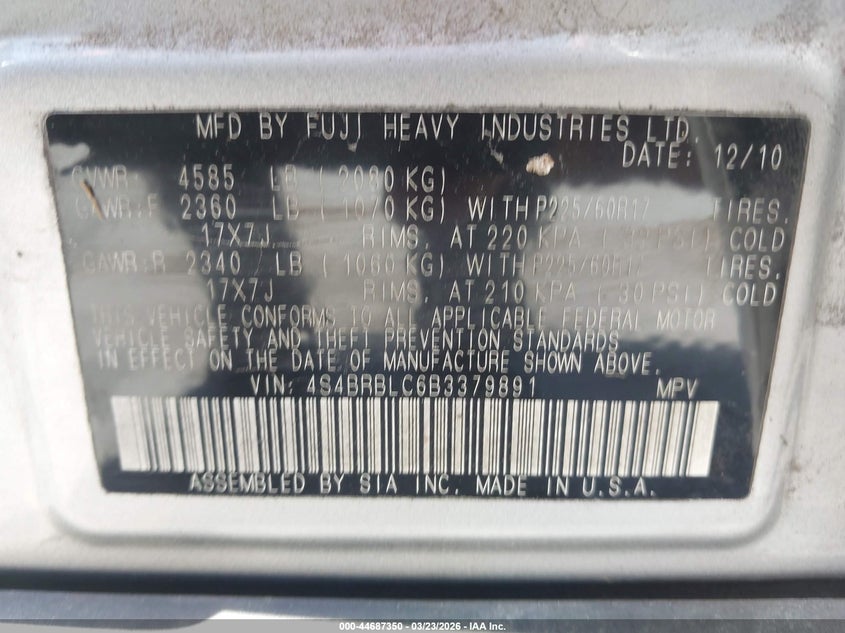 MFD BY FUJI HEAVY INDUSTRIES LTD.
DATE: 12/10
GVWR: 4585 LB ( 2080 KG)
GAWR:F 2360 LB ( 1070 KG) WITH P225/60R17 TIRES.
17X7J RIMS, AT 220 KPA ( PSI) COLD
GAWR:R 2340 LB ( 1060 KG) WITH P225/60R17 TIRES.
17X7J RIMS, AT 210 KPA ( 30 PSI) COLD
THIS VEHICLE CONFORMS TO ALL APPLICABLE FEDERAL MOTOR
VEHICLE SAFETY AND THEFT PREVENTION STANDARDS
IN EFFECT ON THE DATE OF MANUFACTURE SHOWN ABOVE.
VIN: 4S4BRBLC6B3379891 MPV
ASSEMBLED BY SIA INC. MADE IN U.S.A.
000-44687350 - 03/23/2026 - IAA Inc.